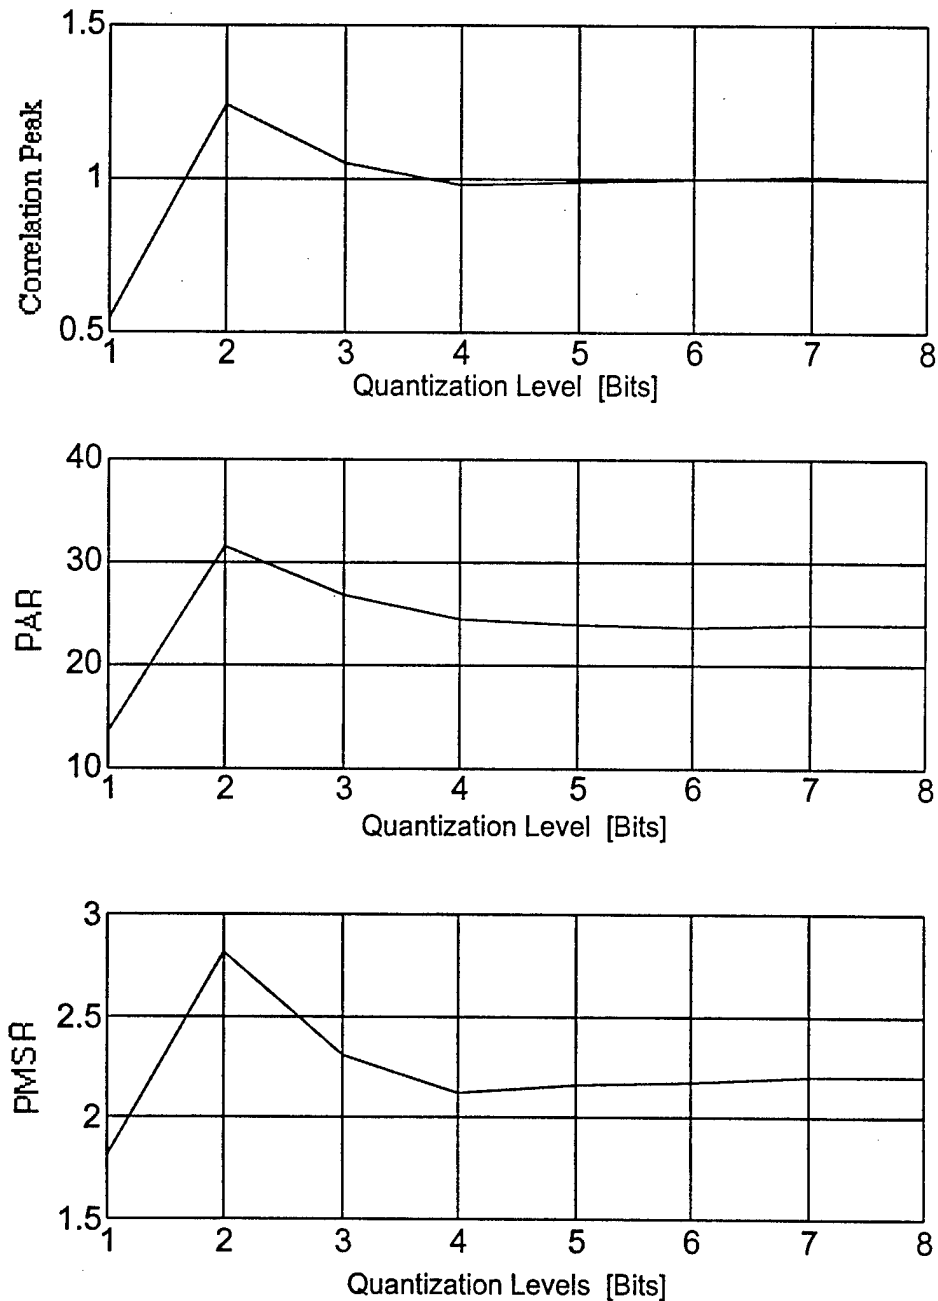 1.5
1
0.5
Correlation Peak
1 2 3 4 5 6 7 8
Quantization Level [Bits]
40
30
20
10
PAR
1 2 3 4 5 6 7 8
Quantization Level [Bits]
3
2.5
2
1.5
PMSR
1 2 3 4 5 6 7 8
Quantization Levels [Bits]